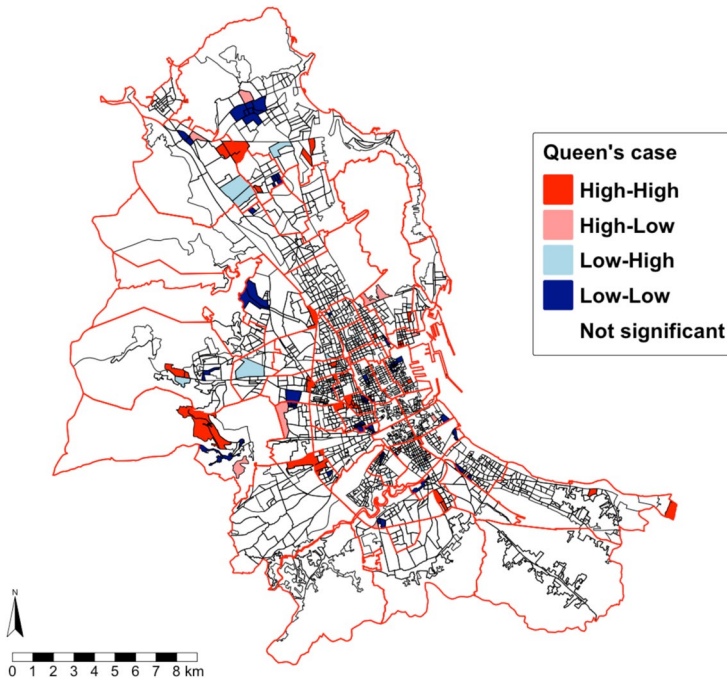 Queen's case
High-High
High-Low
Low-High
Low-Low
Not significant
N
0 1 2 3 4 5 6 7 8 km